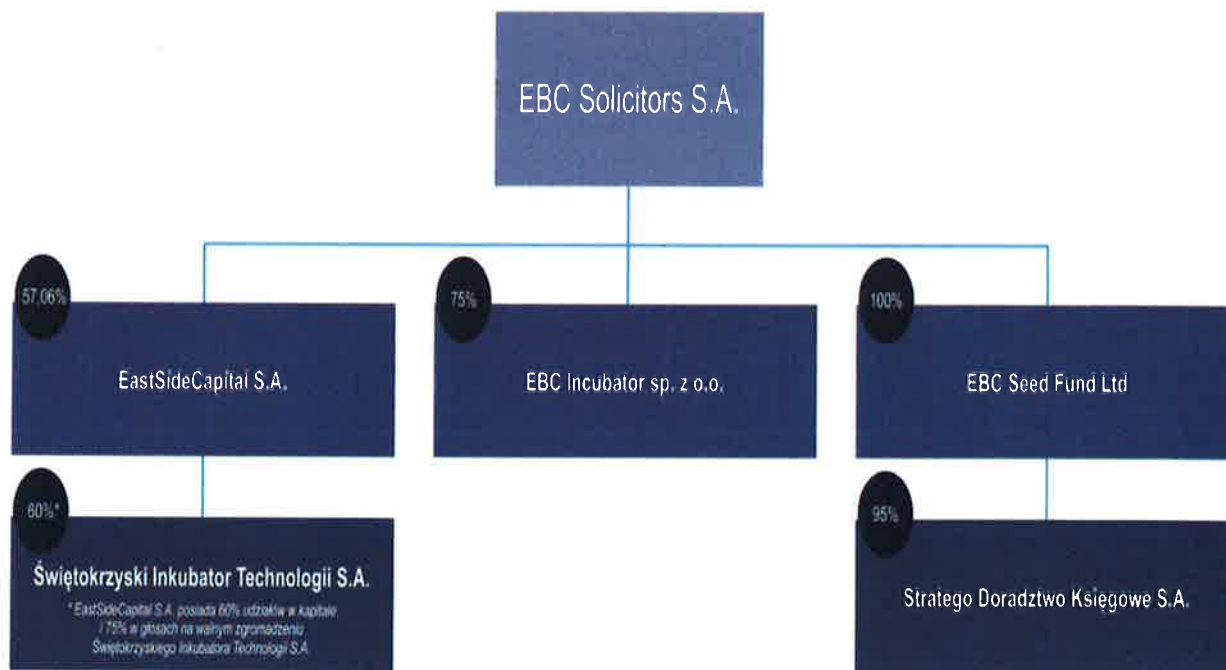 EBC Solicitors S.A.
57,06%
75%
100%
EastSideCapital S.A.
EBC Incubator sp. z o.o.
EBC Seed Fund Ltd
60%*
95%
Świętokrzyski Inkubator Technologii S.A.
* EastSideCapital S.A. posiada 60% udziałów w kapitale
i 75% w głosach na walnym zgromadzeniu
Świętokrzyskiego Inkubatora Technologii S.A.
Stratego Doradztwo Księgowe S.A.